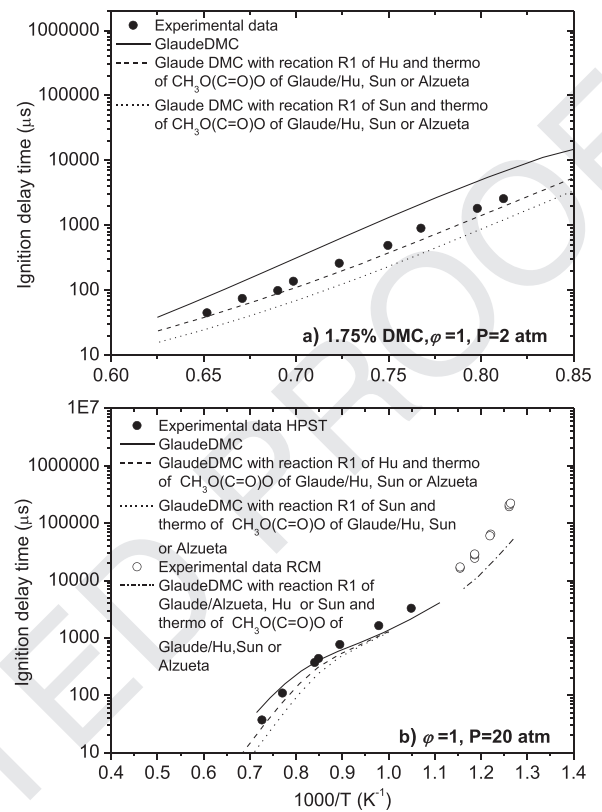 1000000
100000
10000
1000
100
10
Ignition delay time (μs)
Experimental data
GlaudeDMC
Glaude DMC with recation R1 of Hu and thermo
of CH₃O(C=O)O of Glaude/Hu, Sun or Alzueta
Glaude DMC with reaction R1 of Sun and thermo
of CH₃O(C=O)O of Glaude/Hu, Sun or Alzueta
a) 1.75% DMC,φ=1, P=2 atm
0.60 0.65 0.70 0.75 0.80 0.85
1E7
1000000
100000
10000
1000
100
10
Ignition delay time (μs)
Experimental data HPST
GlaudeDMC
GlaudeDMC with reaction R1 of Hu and thermo
of CH₃O(C=O)O of Glaude/Hu, Sun or Alzueta
GlaudeDMC with reaction R1 of Sun and
thermo of CH₃O(C=O)O of Glaude/Hu, Sun
or Alzueta
Experimental data RCM
GlaudeDMC with reaction R1 of
Glaude/Alzueta, Hu or Sun and
thermo of CH₃O(C=O)O of
Glaude/Hu,Sun or
Alzueta
b) φ=1, P=20 atm
0.4 0.5 0.6 0.7 0.8 0.9 1.0 1.1 1.2 1.3 1.4
1000/T (K⁻¹)
TED PROOF